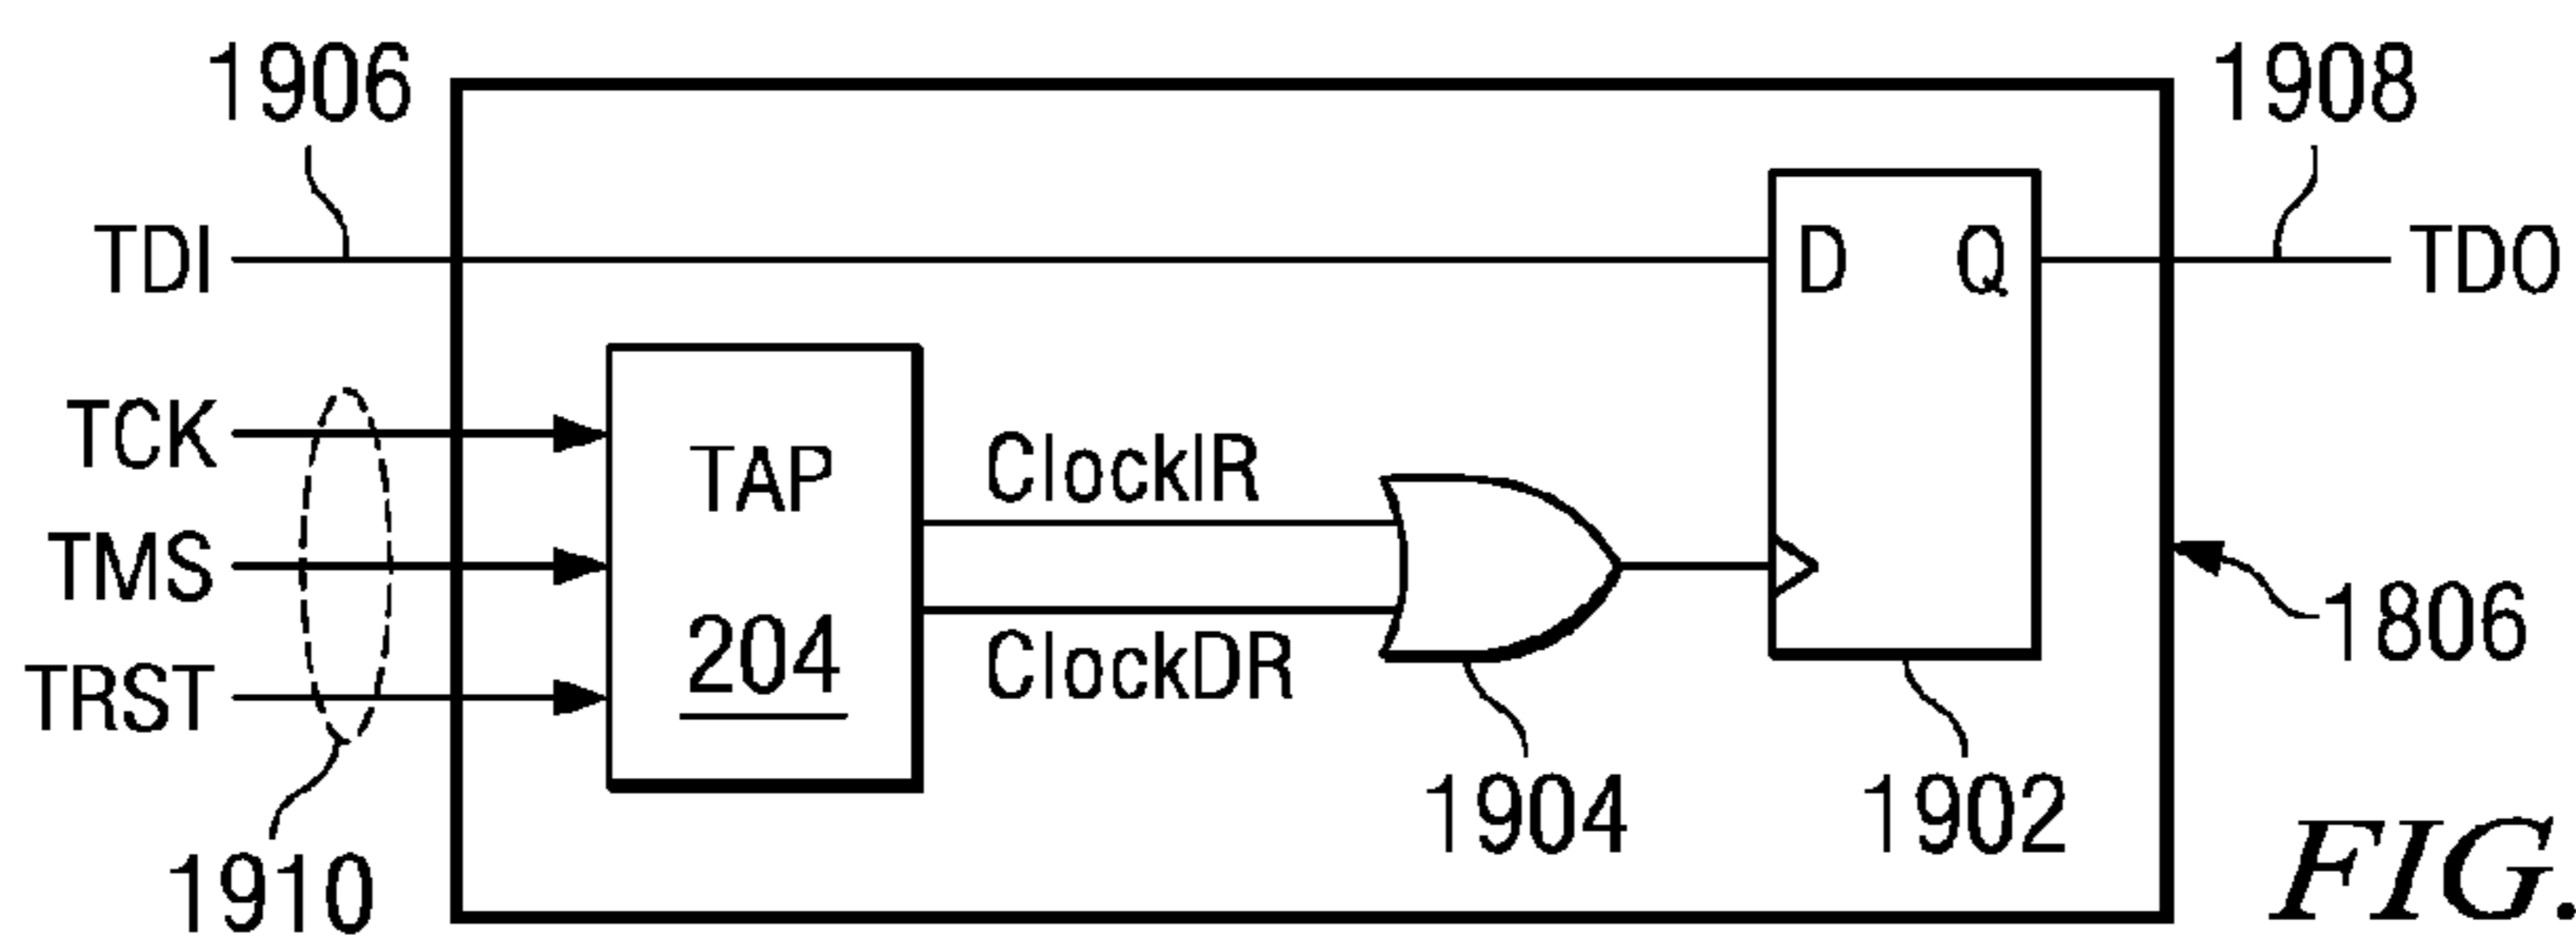 1906
1908
TDI
D
Q
TDO
TCK
TAP
ClockIR
TMS
204
ClockDR
TRST
1806
1904
1902
1910
FIG.